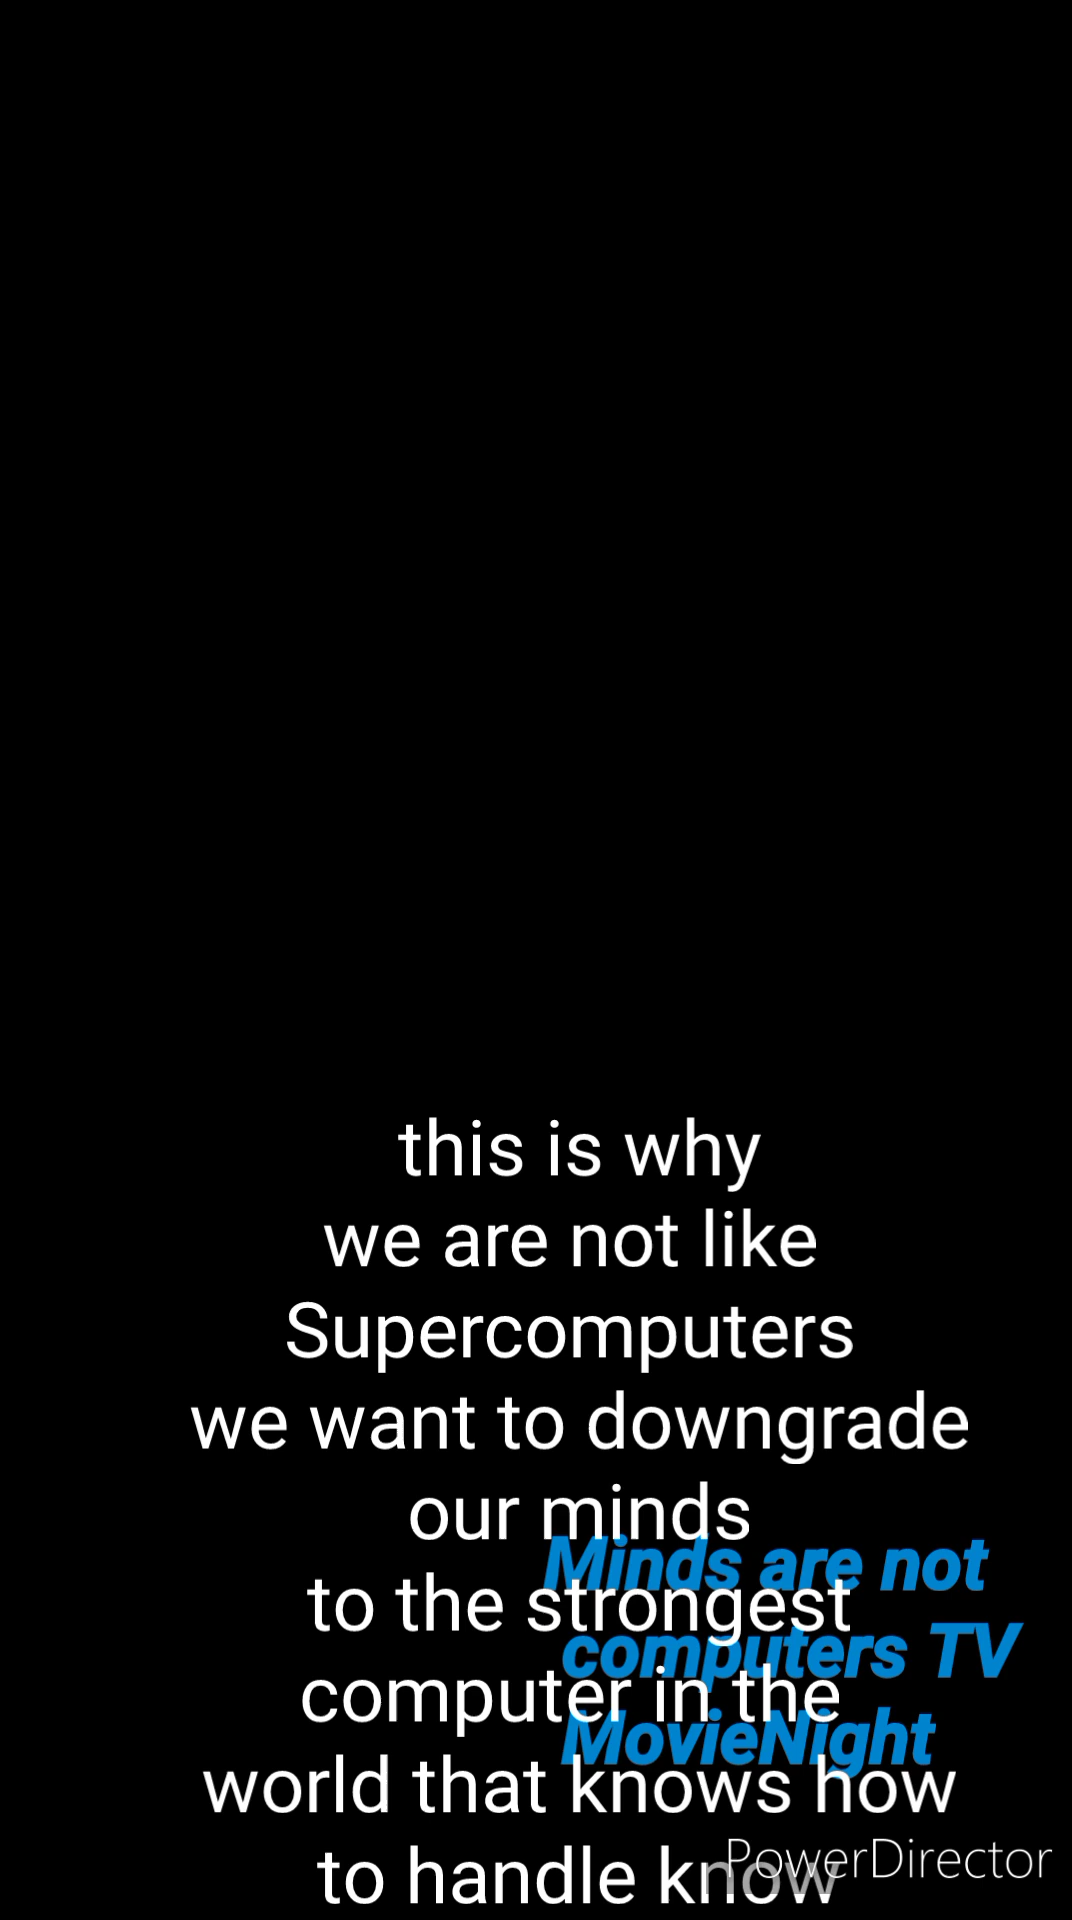 this is why
we are not like
Supercomputers
we want to downgrade
our minds
to the strongest
computer in the
world that knows how
to handle know
Minds are not
computers TV
MovieNight
PowerDirector